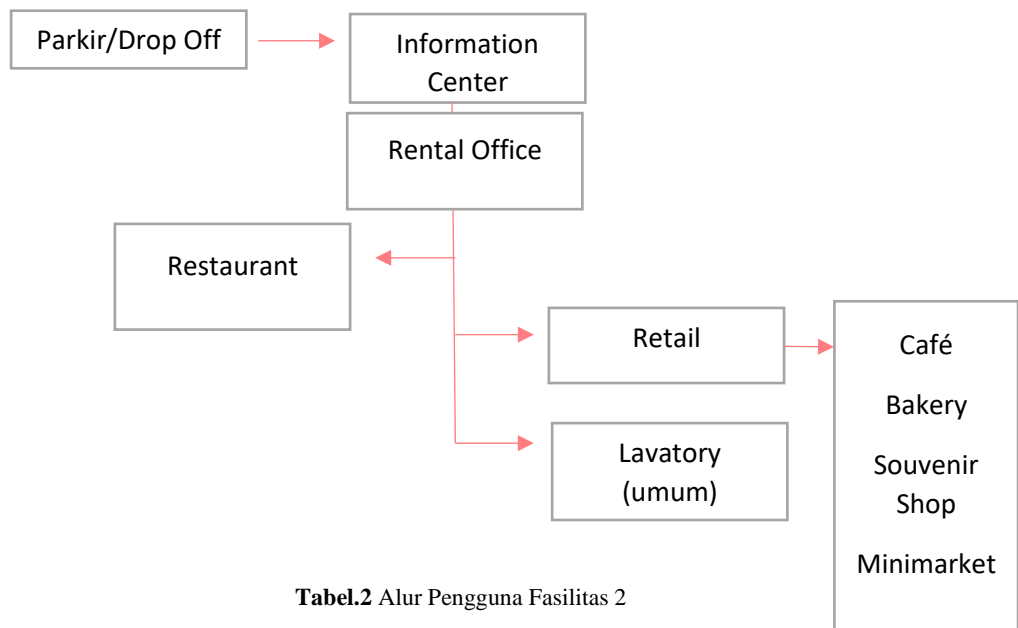 Parkir/Drop Off
Information
Center
Rental Office
Restaurant
Retail
Café
Bakery
Souvenir
Shop
Minimarket
Lavatory
(umum)
Tabel.2 Alur Pengguna Fasilitas 2